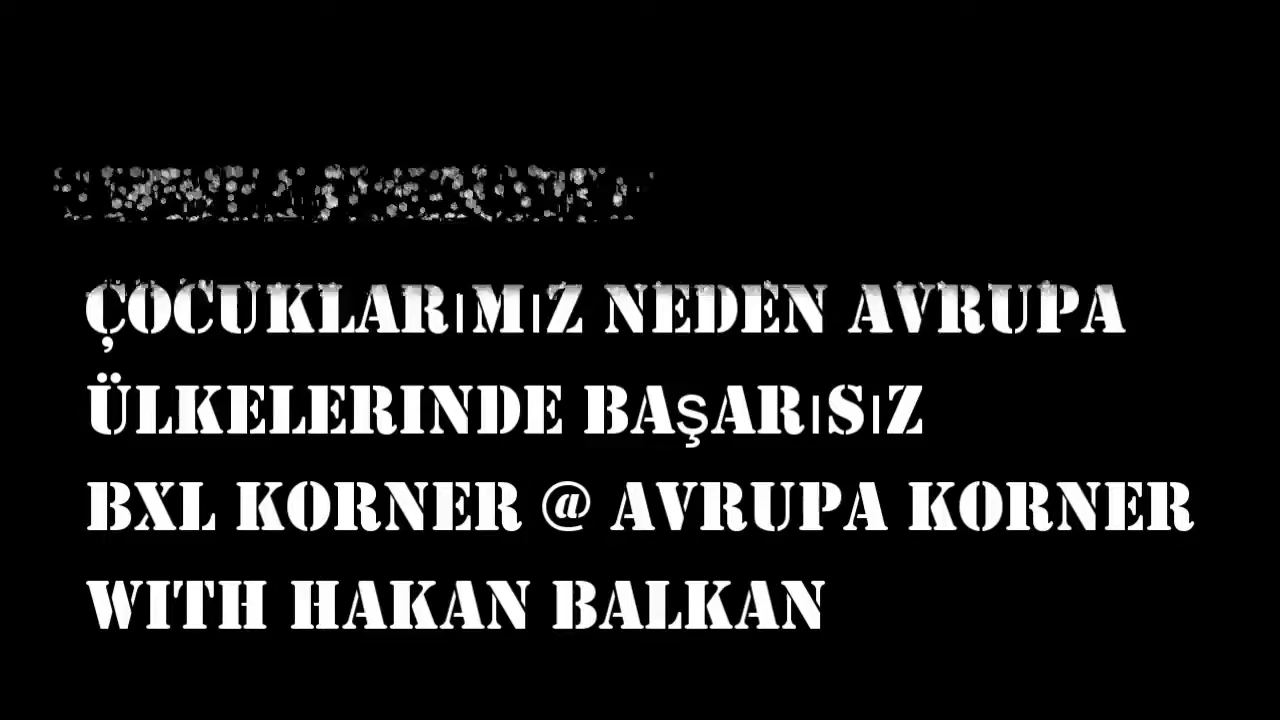 ÇOCUKLARıMıZ NEDEN AVRUPA
ÜLKELERINDE BAŞARıSıZ
BXL KORNER @ AVRUPA KORNER
WITH HAKAN BALKAN